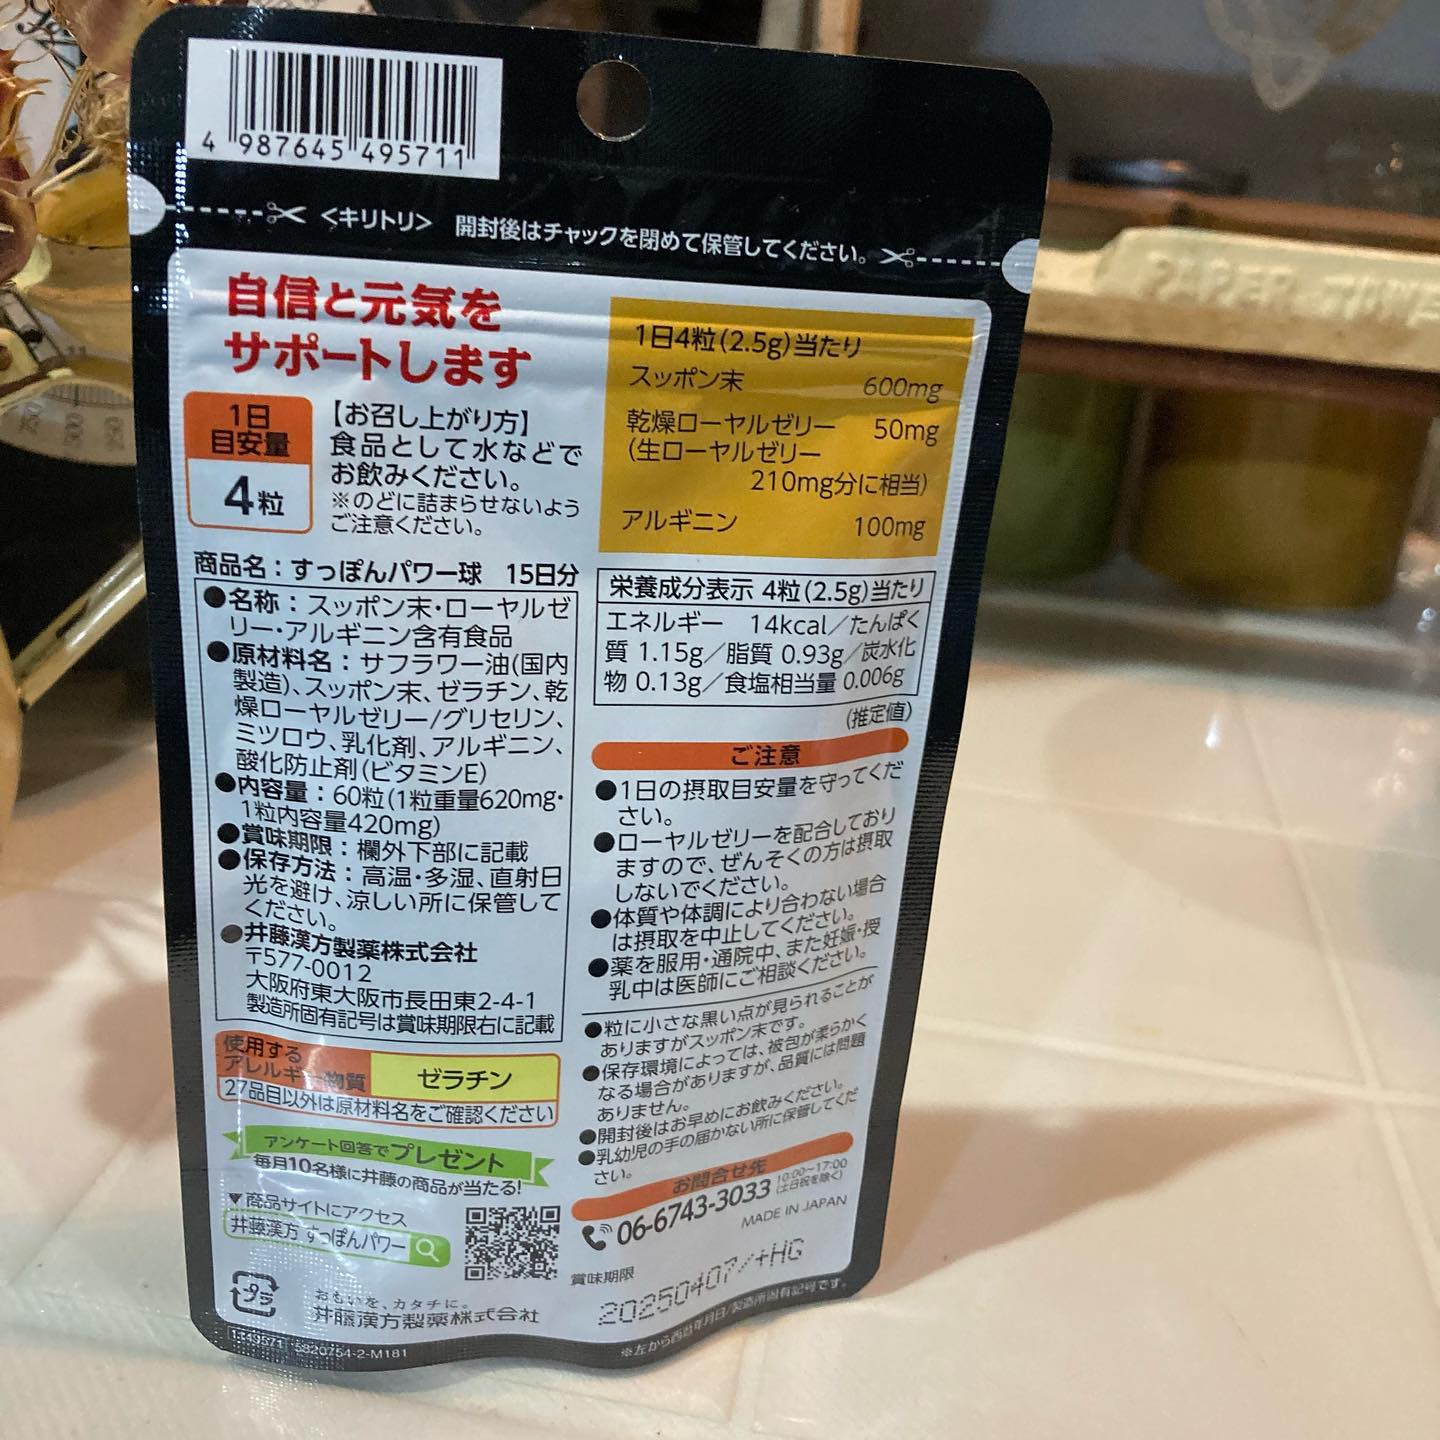 4 987645 495711
<キリトリ> 開封後はチャックを閉めて保管してください。
自信と元気を
サポートします
1日
目安量
4粒
【お召し上がり方】
食品として水などで
お飲みください。
※のどに詰まらせないよう
ご注意ください。
1日4粒(2.5g)当たり
スッポン末 600mg
乾燥ローヤルゼリー 50mg
(生ローヤルゼリー
210mg分に相当)
アルギニン 100mg
商品名：すっぽんパワー球 15日分
●名称：スッポン末・ローヤルゼ
リー・アルギニン含有食品
●原材料名：サフラワー油(国内
製造)、スッポン末、ゼラチン、乾
燥ローヤルゼリー/グリセリン、
ミツロウ、乳化剤、アルギニン、
酸化防止剤(ビタミンE)
●内容量：60粒(1粒重量620mg・
1粒内容量420mg)
●賞味期限：欄外下部に記載
●保存方法：高温・多湿、直射日
光を避け、涼しい所に保管して
ください。
●井藤漢方製薬株式会社
〒577-0012
大阪府東大阪市長田東2-4-1
製造所固有記号は賞味期限右に記載
使用する
アレルギー物質
ゼラチン
27品目以外は原材料名をご確認ください
アンケート回答でプレゼント
毎月10名様に井藤の商品が当たる!
▼商品サイトにアクセス
井藤漢方 すっぽんパワー
プラ
おもいを、カタチに。
井藤漢方製薬株式会社
5820754-2-M181
栄養成分表示 4粒(2.5g)当たり
エネルギー 14kcal／たんぱく
質 1.15g／脂質 0.93g／炭水化
物 0.13g／食塩相当量 0.006g
(推定値)
ご注意
●1日の摂取目安量を守ってくだ
さい。
●ローヤルゼリーを配合しており
ますので、ぜんそくの方は摂取
しないでください。
●体質や体調により合わない場合
は摂取を中止してください。
●薬を服用・通院中、また妊娠・授
乳中は医師にご相談ください。
●粒に小さな黒い点が見られることが
ありますがスッポン末です。
●保存環境によっては、被包が柔らかく
なる場合がありますが、品質には問題
ありません。
●開封後はお早めにお飲みください。
●乳幼児の手の届かない所に保管してくだ
さい。
お問合せ先
06-6743-3033 10:00〜17:00
(土日祝を除く)
MADE IN JAPAN
賞味期限
20250407/+HG
※左から西暦年月日/製造所固有記号です。
PAPER TOW